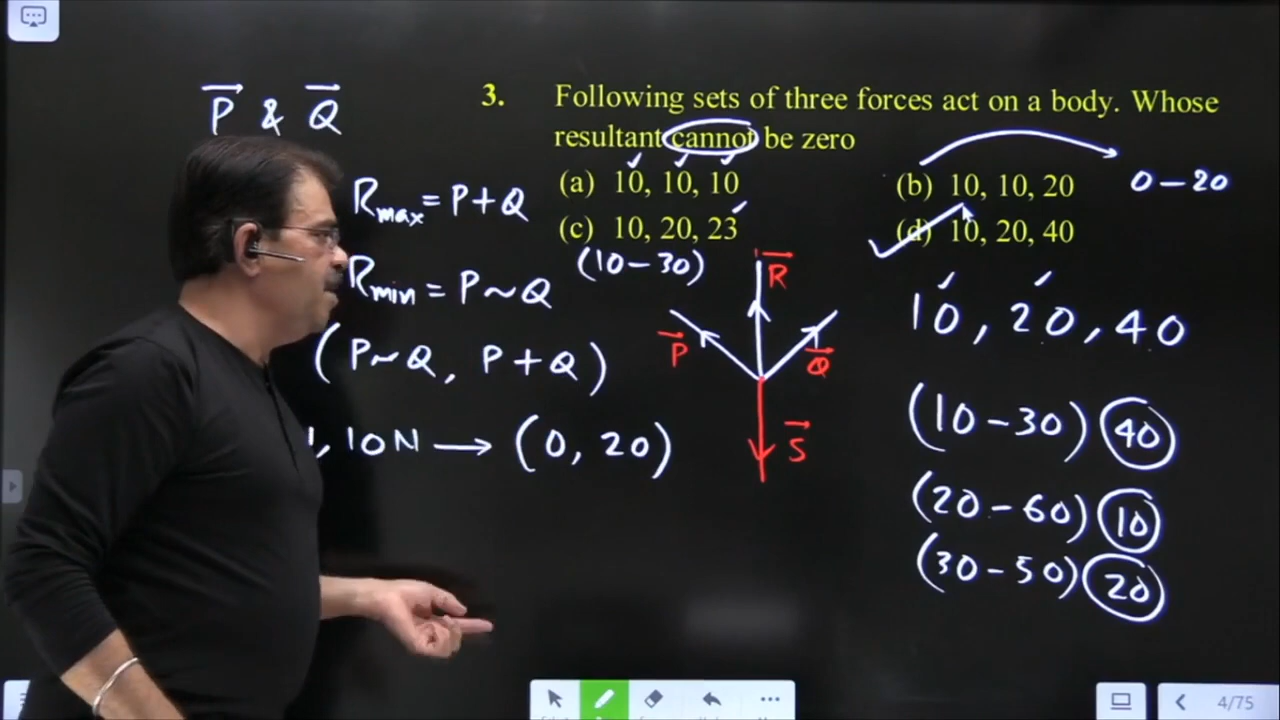 P & Q
3. Following sets of three forces act on a body. Whose
resultant cannot be zero
(a) 10, 10, 10
(b) 10, 10, 20
0 - 20
(c) 10, 20, 23
(d) 10, 20, 40
Rmax = P + Q
Rmin = P ~ Q
(P ~ Q, P + Q)
, 10N → (0, 20)
(10 - 30)
R
P
Q
S
10, 20, 40
(10 - 30) 40
(20 - 60) 10
(30 - 50) 20
4/75